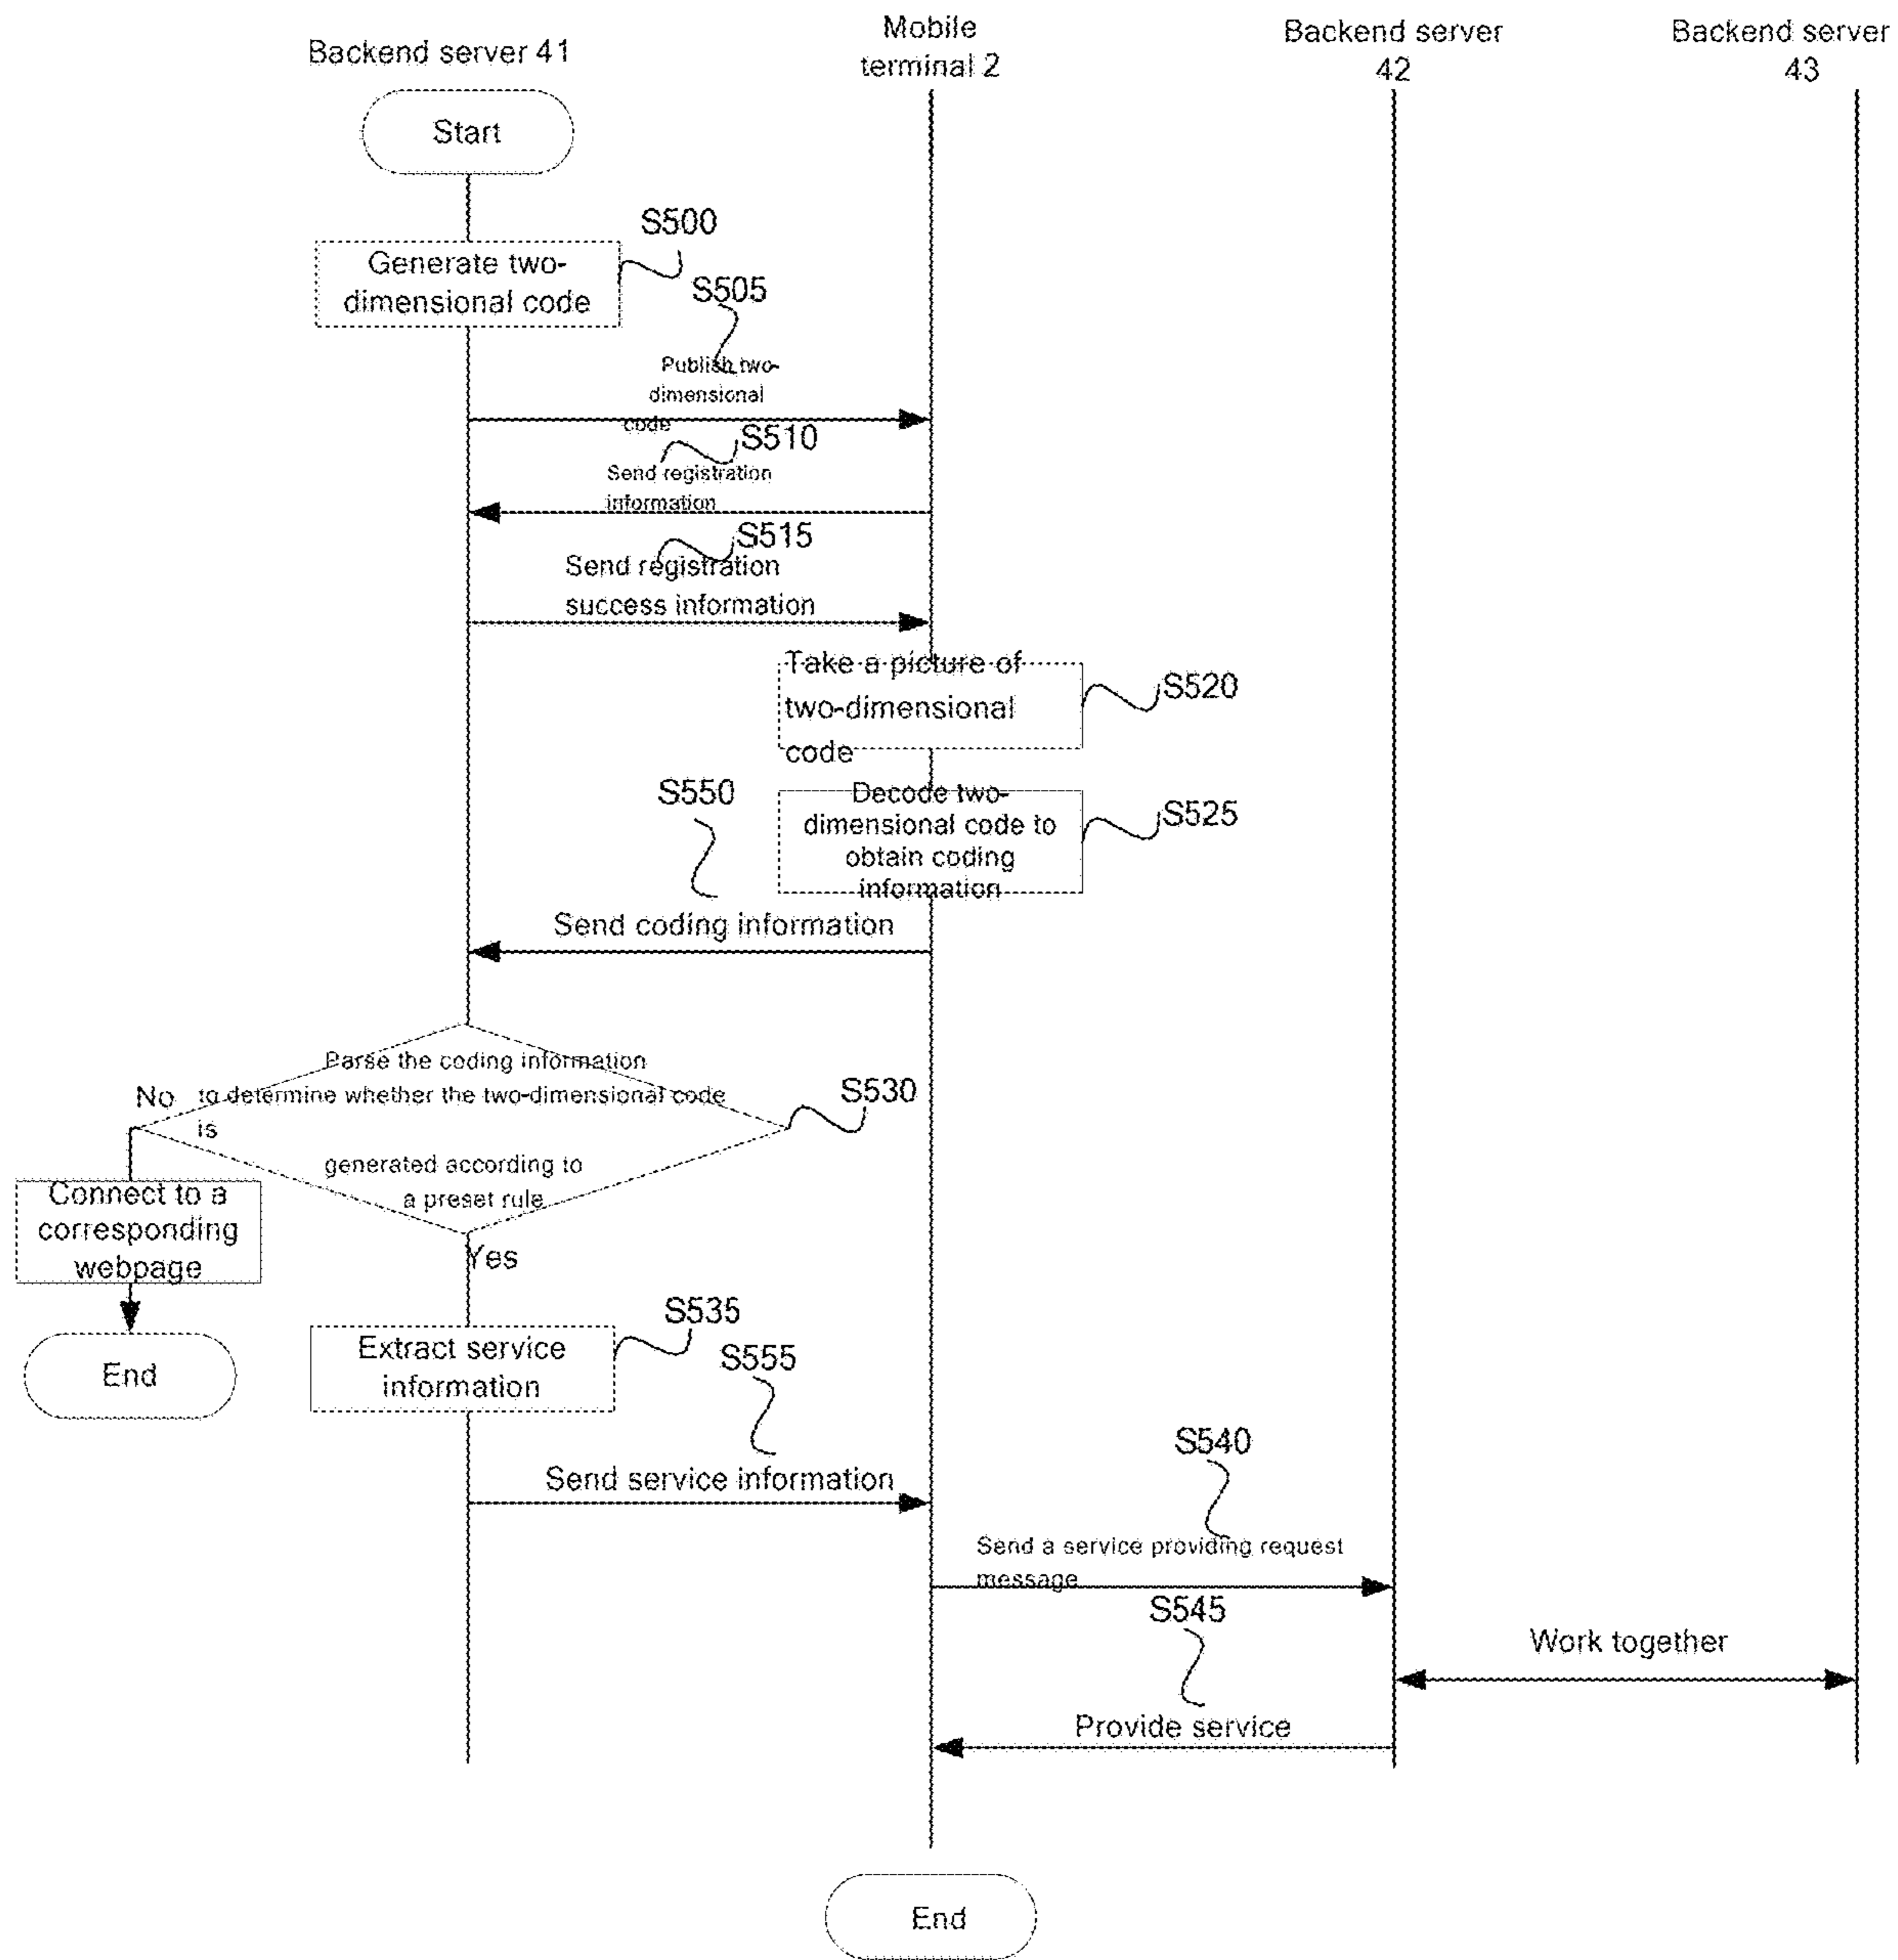 Backend server 41
Mobile
terminal 2
Backend server
42
Backend server
43
Start
S500
Generate two-
dimensional code
S505
Publish two-
dimensional
code
S510
Send registration
information
S515
Send registration
success information
Take a picture of
two-dimensional
code
S520
S550
Decode two-
dimensional code to
obtain coding
information
S525
Send coding information
Parse the coding information
No
to determine whether the two-dimensional code
is
generated according to
a preset rule
S530
Connect to a
corresponding
webpage
Yes
End
Extract service
information
S535
S555
Send service information
S540
Send a service providing request
message
S545
Work together
Provide service
End